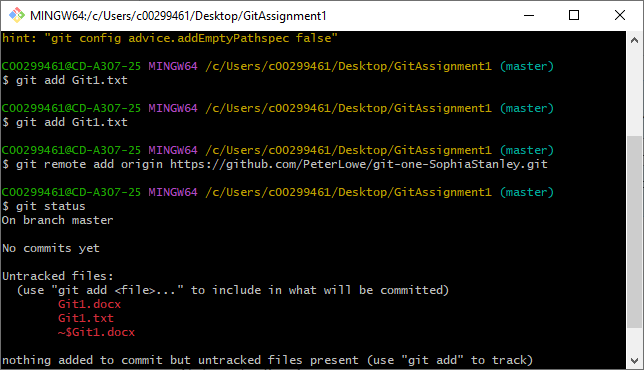 MINGW64:/c/Users/c00299461/Desktop/GitAssignment1
hint: "git config advice.addEmptyPathspec false"
C00299461@CD-A307-25 MINGW64 /c/Users/c00299461/Desktop/GitAssignment1 (master)
$ git add Git1.txt
C00299461@CD-A307-25 MINGW64 /c/Users/c00299461/Desktop/GitAssignment1 (master)
$ git add Git1.txt
C00299461@CD-A307-25 MINGW64 /c/Users/c00299461/Desktop/GitAssignment1 (master)
$ git remote add origin https://github.com/PeterLowe/git-one-SophiaStanley.git
C00299461@CD-A307-25 MINGW64 /c/Users/c00299461/Desktop/GitAssignment1 (master)
$ git status
On branch master
No commits yet
Untracked files:
(use "git add <file>..." to include in what will be committed)
Git1.docx
Git1.txt
~$Git1.docx
nothing added to commit but untracked files present (use "git add" to track)